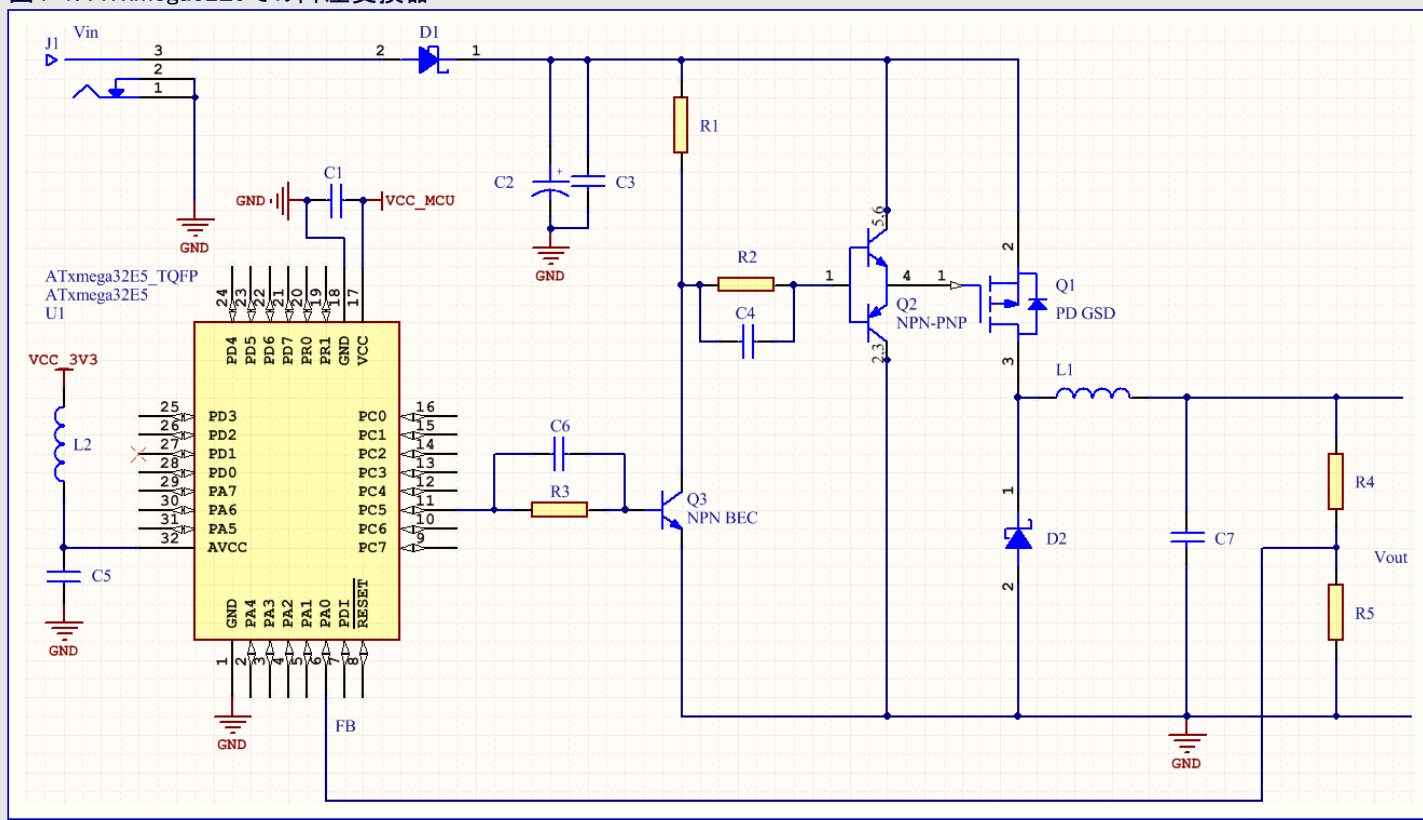 Vin
J1
3
2
1
2
D1
1
GND
C2
+
C3
GND
R1
C1
GND
VCC_MCU
ATxmega32E5_TQFP
ATxmega32E5
U1
24
23
22
21
20
19
18
17
PD4
PD5
PD6
PD7
PR0
PR1
GND
VCC
VCC_3V3
L2
C5
GND
25
PD3
26
PD2
27
PD1
28
PD0
29
PA7
30
PA6
31
PA5
32
AVCC
PC0
16
PC1
15
PC2
14
PC3
13
PC4
12
PC5
11
PC6
10
PC7
9
GND
PA4
PA3
PA2
PA1
PA0
PDI
RESET
1
2
3
4
5
6
7
8
GND
FB
C6
R3
Q3
NPN BEC
R2
C4
1
5,6
4
Q2
NPN-PNP
2,3
1
2
Q1
PD GSD
3
L1
1
D2
2
C7
GND
R4
Vout
R5